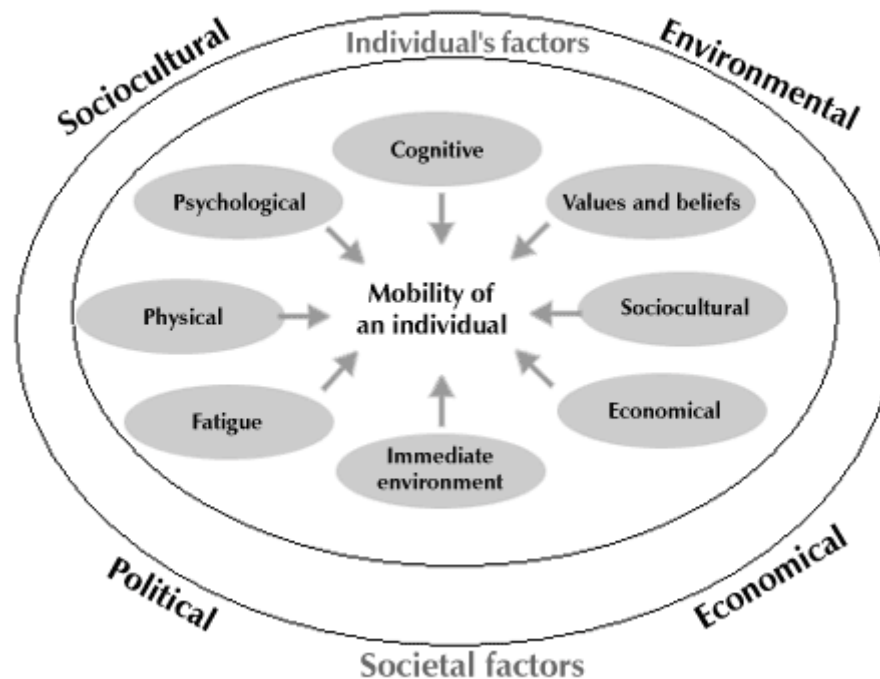 Sociocultural
Individual's factors
Environmental
Cognitive
Psychological
Values and beliefs
Mobility of
an individual
Physical
Sociocultural
Fatigue
Economical
Immediate
environment
Political
Economical
Societal factors